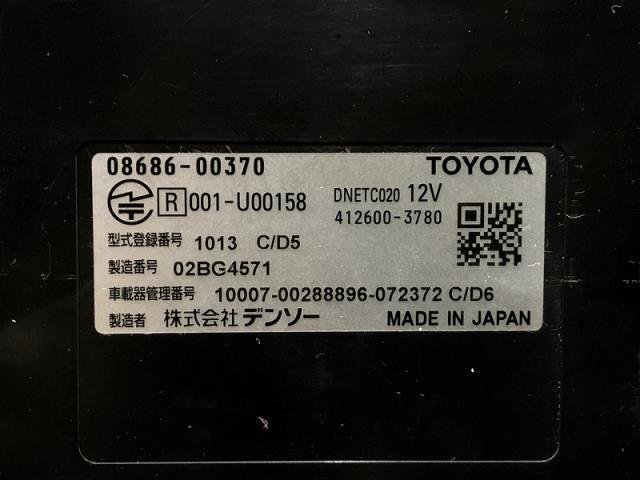 08686-00370 TOYOTA
R 001-U00158 DNETC020 12V
412600-3780
型式登録番号 1013 C/D5
製造番号 02BG4571
車載器管理番号 10007-00288896-072372 C/D6
製造者 株式会社デンソー MADE IN JAPAN